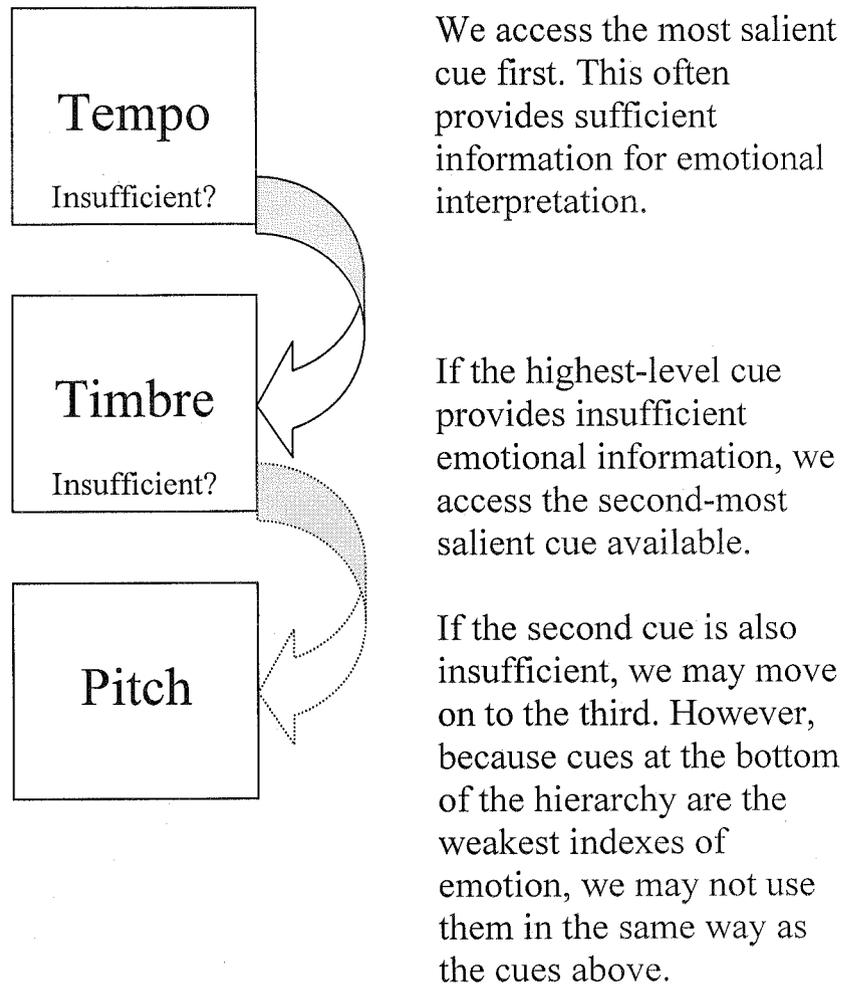 Tempo
Insufficient?
We access the most salient
cue first. This often
provides sufficient
information for emotional
interpretation.
Timbre
Insufficient?
If the highest-level cue
provides insufficient
emotional information, we
access the second-most
salient cue available.
Pitch
If the second cue is also
insufficient, we may move
on to the third. However,
because cues at the bottom
of the hierarchy are the
weakest indexes of
emotion, we may not use
them in the same way as
the cues above.